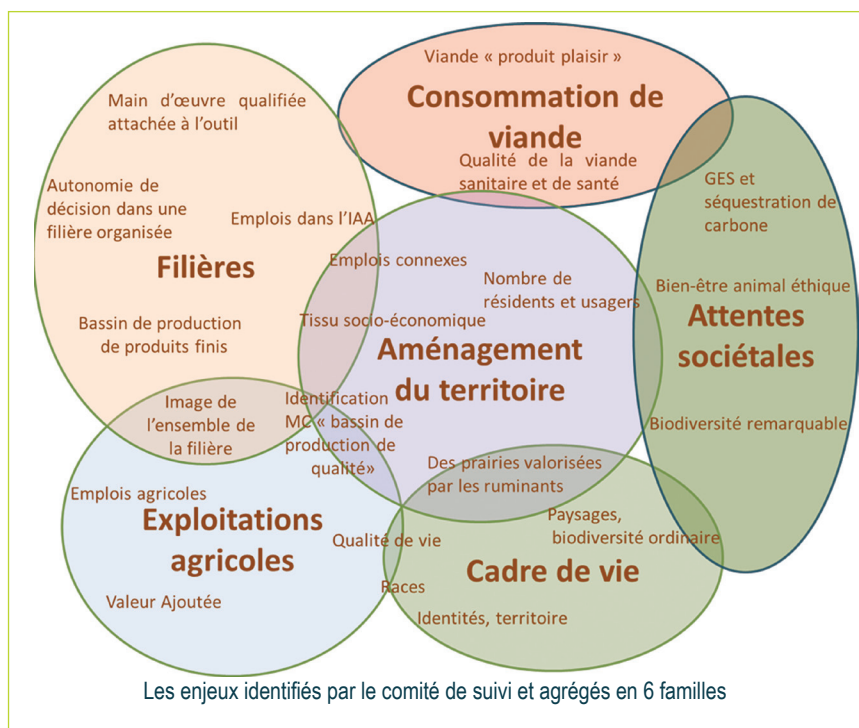 Viande « produit plaisir »
Consommation de
viande
Qualité de la viande
sanitaire et de santé
Main d'œuvre qualifiée
attachée à l'outil
Autonomie de
décision dans une
filière organisée
Emplois dans l'IAA
Filières
Bassin de production
de produits finis
GES et
séquestration de
carbone
Bien-être animal éthique
Attentes
sociétales
Biodiversité remarquable
Emplois connexes
Nombre de
résidents et usagers
Tissu socio-économique
Aménagement
du territoire
Identification
MC « bassin de
production de
qualité»
Image de
l'ensemble de
la filière
Des prairies valorisées
par les ruminants
Emplois agricoles
Exploitations
agricoles
Valeur Ajoutée
Qualité de vie
Races
Paysages,
biodiversité ordinaire
Cadre de vie
Identités, territoire
Les enjeux identifiés par le comité de suivi et agrégés en 6 familles